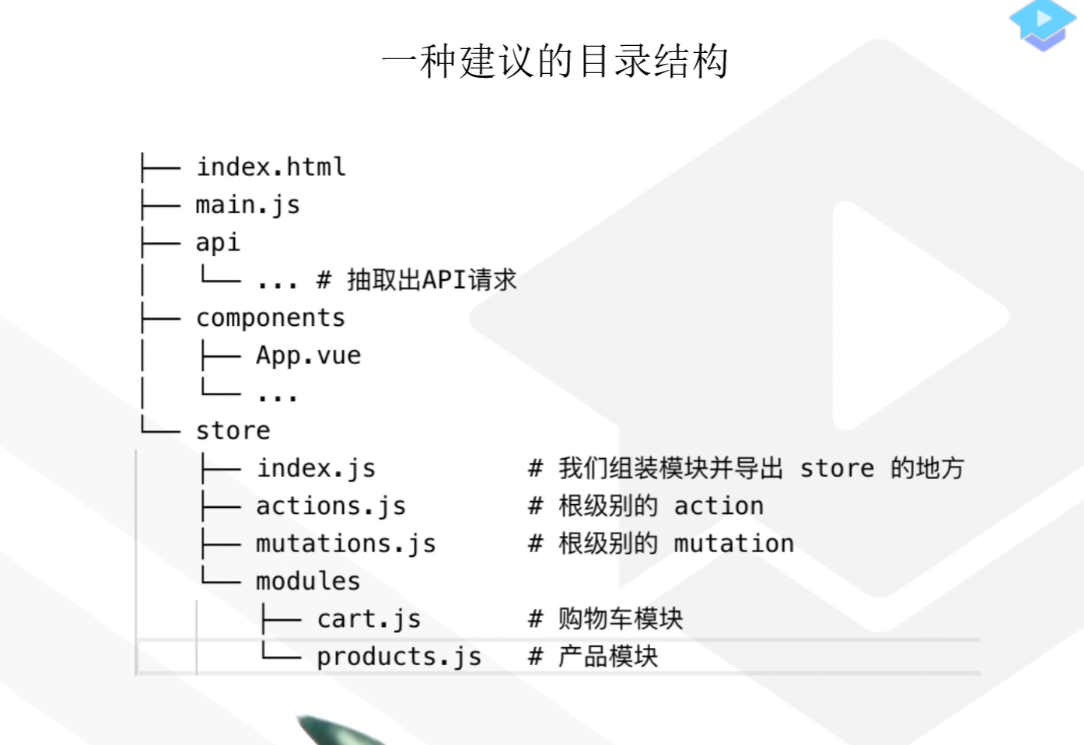 一种建议的目录结构
├── index.html
├── main.js
├── api
│   └── ... # 抽取出API请求
├── components
│   ├── App.vue
│   └── ...
└── store
    ├── index.js          # 我们组装模块并导出 store 的地方
    ├── actions.js        # 根级别的 action
    ├── mutations.js      # 根级别的 mutation
    └── modules
        ├── cart.js       # 购物车模块
        └── products.js   # 产品模块